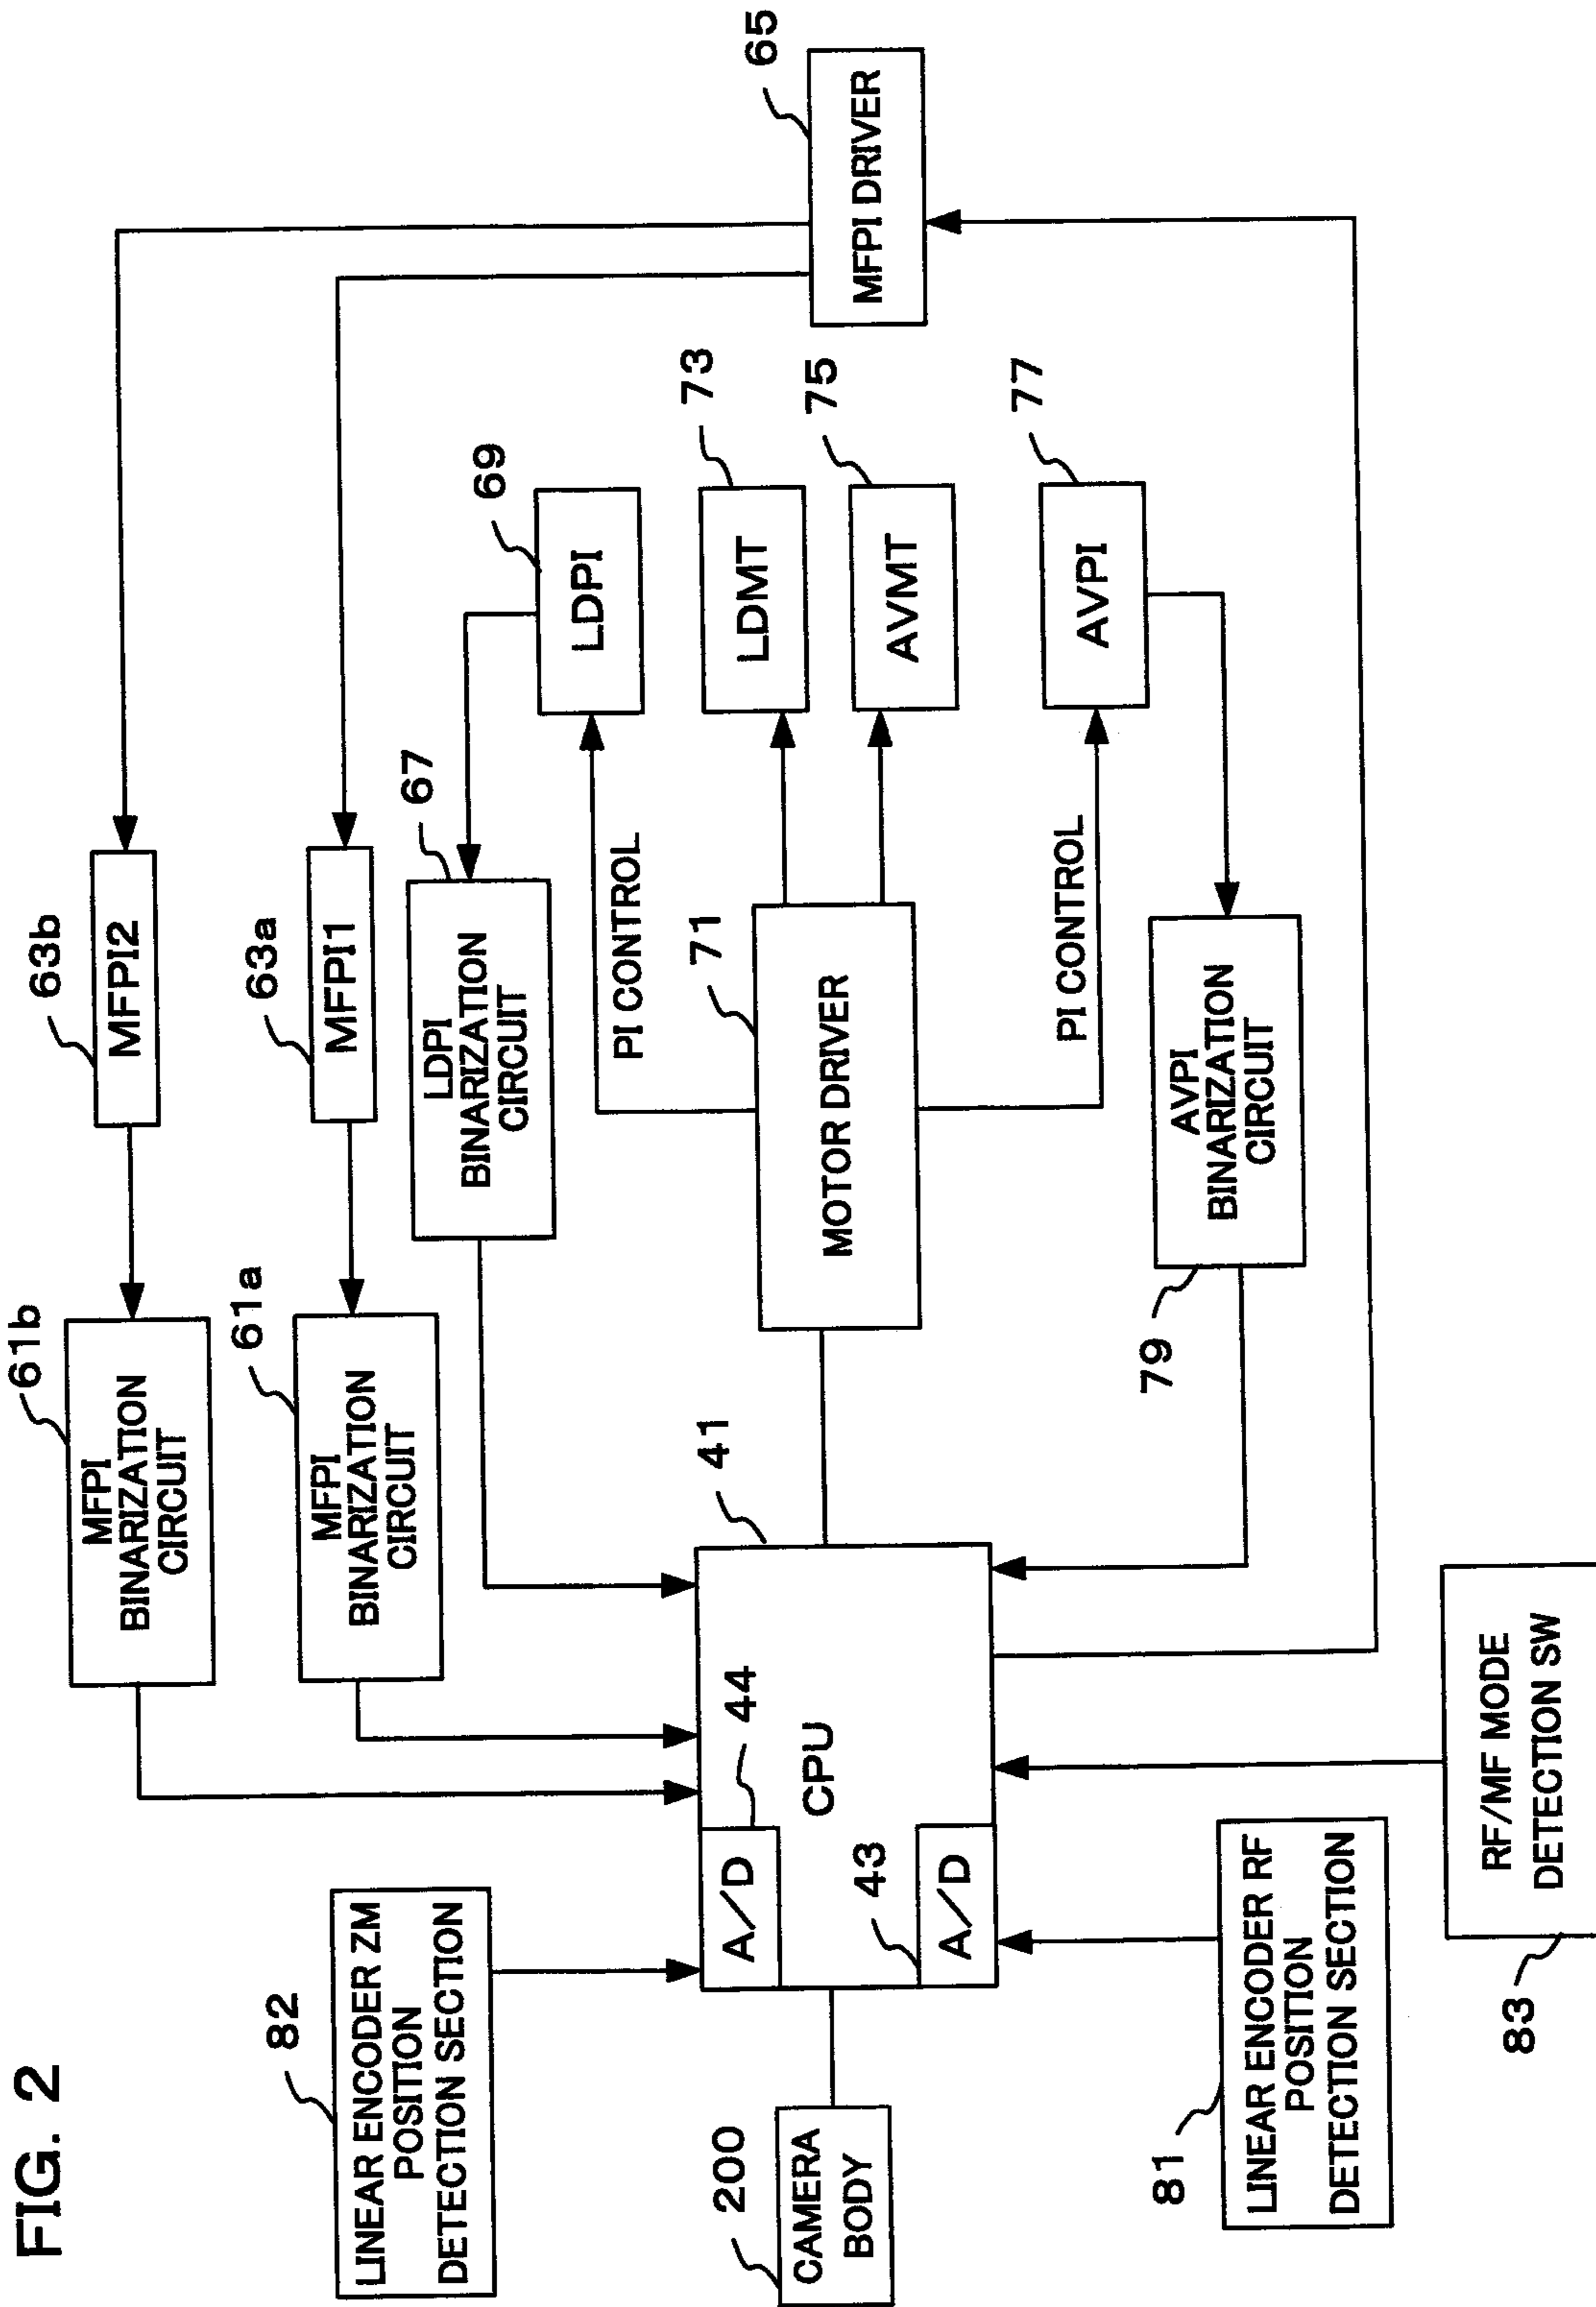 FIG. 2
82
LINEAR ENCODER ZM
POSITION
DETECTION SECTION
200
CAMERA
BODY
81
LINEAR ENCODER RF
POSITION
DETECTION SECTION
83
RF/MF MODE
DETECTION SW
41
CPU
44
A/D
43
A/D
61b
MFPI
BINARIZATION
CIRCUIT
61a
MFPI
BINARIZATION
CIRCUIT
63b
MFPI2
63a
MFPI1
67
LDPI
BINARIZATION
CIRCUIT
PI CONTROL
71
MOTOR DRIVER
PI CONTROL
79
AVPI
BINARIZATION
CIRCUIT
69
LDPI
73
LDMT
75
AVMT
77
AVPI
65
MFPI DRIVER